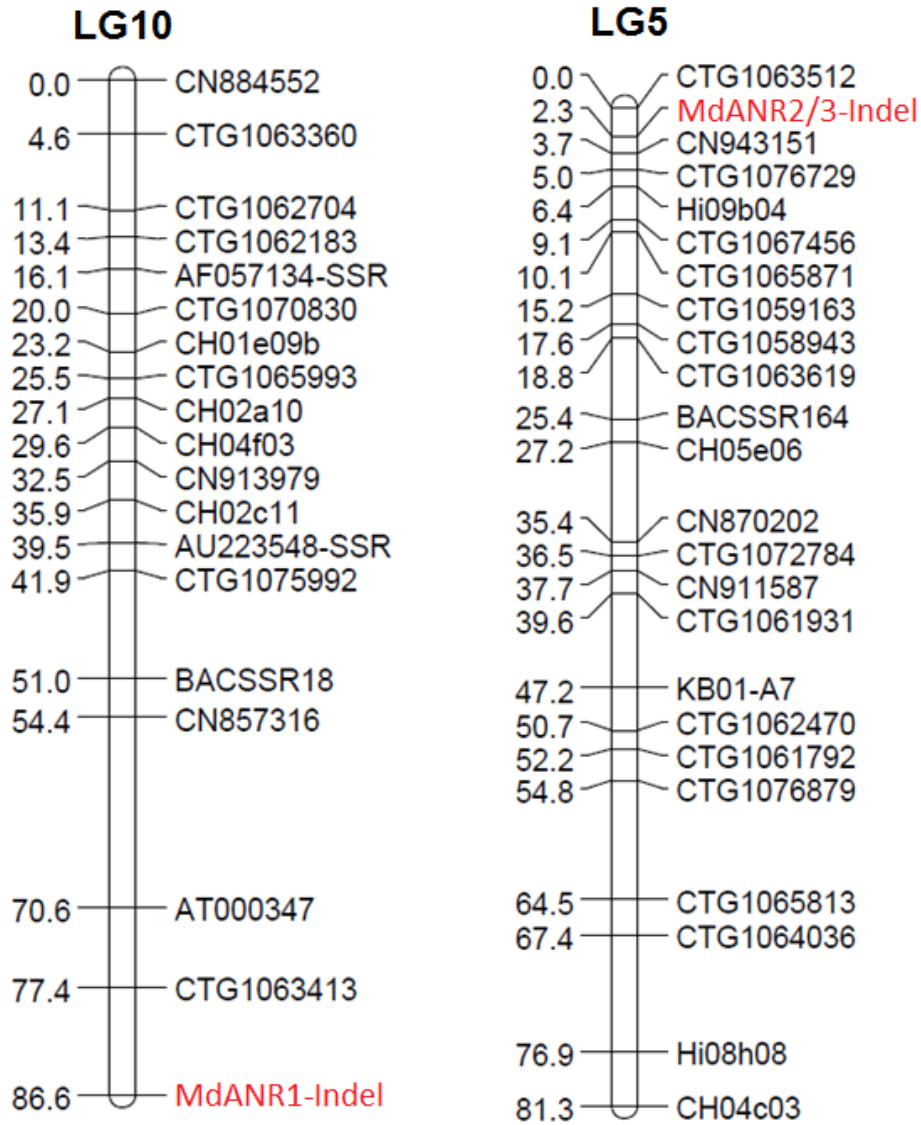 LG10
0.0 CN884552
4.6 CTG1063360
11.1 CTG1062704
13.4 CTG1062183
16.1 AF057134-SSR
20.0 CTG1070830
23.2 CH01e09b
25.5 CTG1065993
27.1 CH02a10
29.6 CH04f03
32.5 CN913979
35.9 CH02c11
39.5 AU223548-SSR
41.9 CTG1075992
51.0 BACSSR18
54.4 CN857316
70.6 AT000347
77.4 CTG1063413
86.6 MdANR1-Indel
LG5
0.0 CTG1063512
2.3 MdANR2/3-Indel
3.7 CN943151
5.0 CTG1076729
6.4 Hi09b04
9.1 CTG1067456
10.1 CTG1065871
15.2 CTG1059163
17.6 CTG1058943
18.8 CTG1063619
25.4 BACSSR164
27.2 CH05e06
35.4 CN870202
36.5 CTG1072784
37.7 CN911587
39.6 CTG1061931
47.2 KB01-A7
50.7 CTG1062470
52.2 CTG1061792
54.8 CTG1076879
64.5 CTG1065813
67.4 CTG1064036
76.9 Hi08h08
81.3 CH04c03